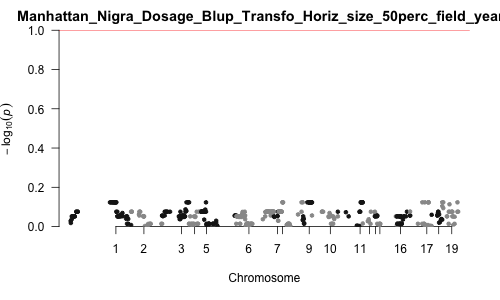 Manhattan_Nigra_Dosage_Blup_Transfo_Horiz_size_50perc_field_year
1.0
0.8
0.6
0.4
0.2
0.0
− log10(p)
1 2 3 5 6 7 9 10 11 16 17 19
Chromosome